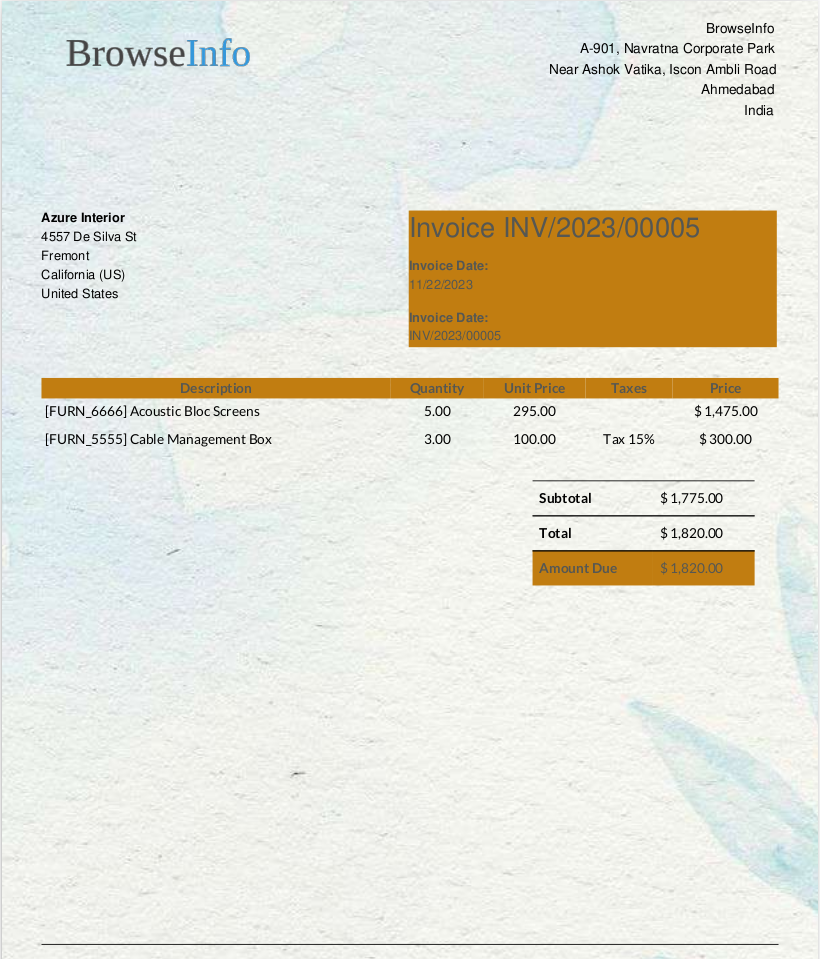 BrowseInfo
BrowseInfo
A-901, Navratna Corporate Park
Near Ashok Vatika, Iscon Ambli Road
Ahmedabad
India
Azure Interior
4557 De Silva St
Fremont
California (US)
United States
Invoice INV/2023/00005
Invoice Date:
11/22/2023
Invoice Date:
INV/2023/00005
Description Quantity Unit Price Taxes Price
[FURN_6666] Acoustic Bloc Screens 5.00 295.00 $ 1,475.00
[FURN_5555] Cable Management Box 3.00 100.00 Tax 15% $ 300.00
Subtotal $ 1,775.00
Total $ 1,820.00
Amount Due $ 1,820.00